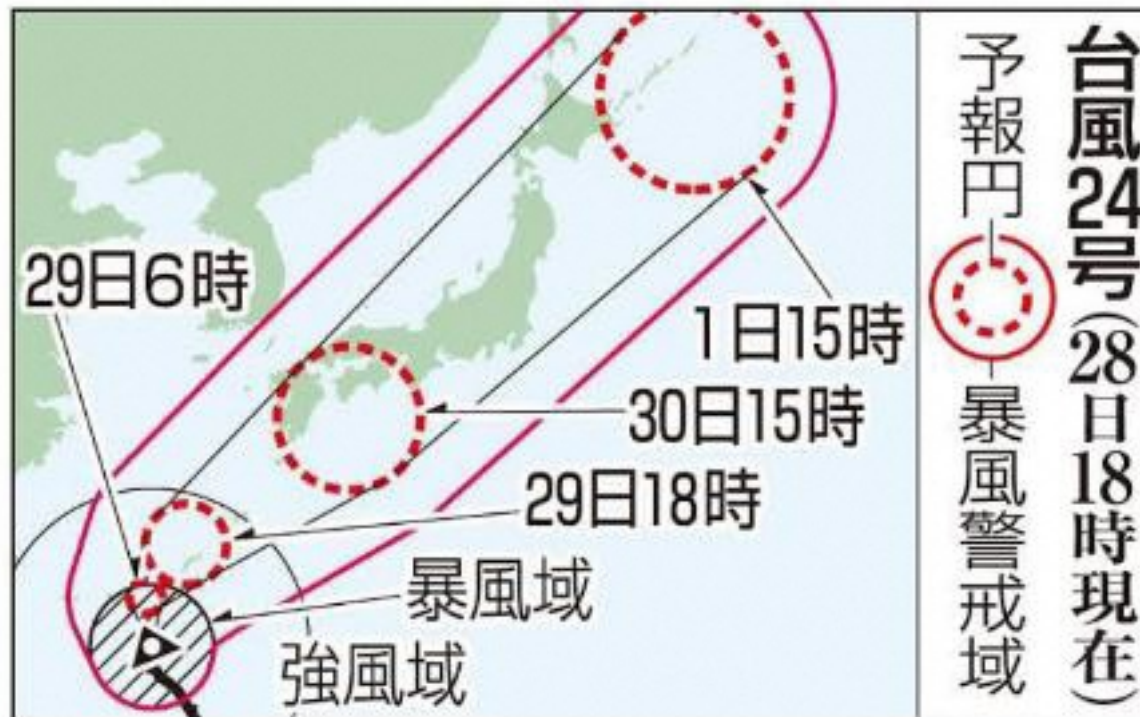 台風24号(28日18時現在)
予報円
暴風警戒域
1日15時
30日15時
29日18時
29日6時
暴風域
強風域